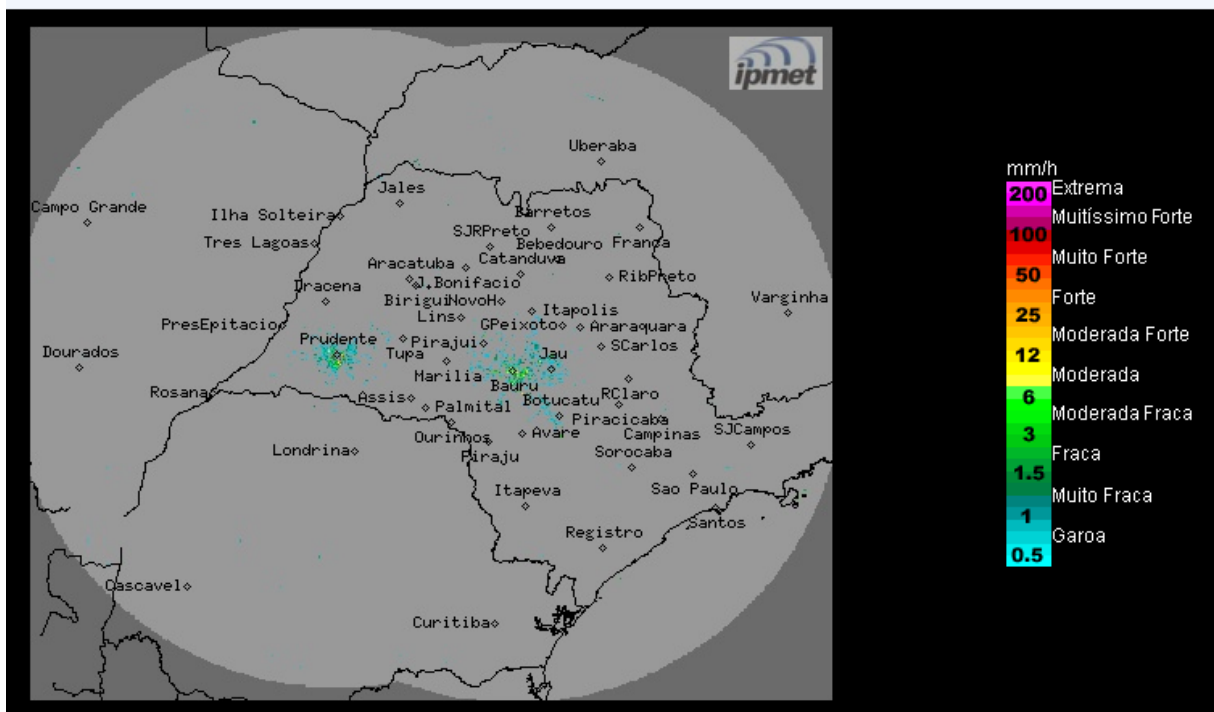 ipmet
Uberaba
Jales
Campo Grande
Ilha Solteira
Barretos
Tres Lagoas
SJRPreto
Bebedouro Franca
Catanduva
Aracatuba
J.Bonifacio
RibPreto
Dracena
BiriguiNovoH
Itapolis
Varginha
Lins
PresEpitacio
GPeixoto
Araraquara
Prudente
Pirajui
SCarlos
Dourados
Tupa
Jau
Marilia
Bauru
Rosana
RClaro
Assis
Botucatu
Palmital
Piracicaba
Ourinhos
Avare
Campinas
SJCampos
Londrina
Piraju
Sorocaba
Itapeva
Sao Paulo
Santos
Registro
Cascavel
Curitiba
mm/h
200 Extrema
Muitíssimo Forte
100
Muito Forte
50
Forte
25
Moderada Forte
12
Moderada
6
Moderada Fraca
3
Fraca
1.5
Muito Fraca
1
Garoa
0.5